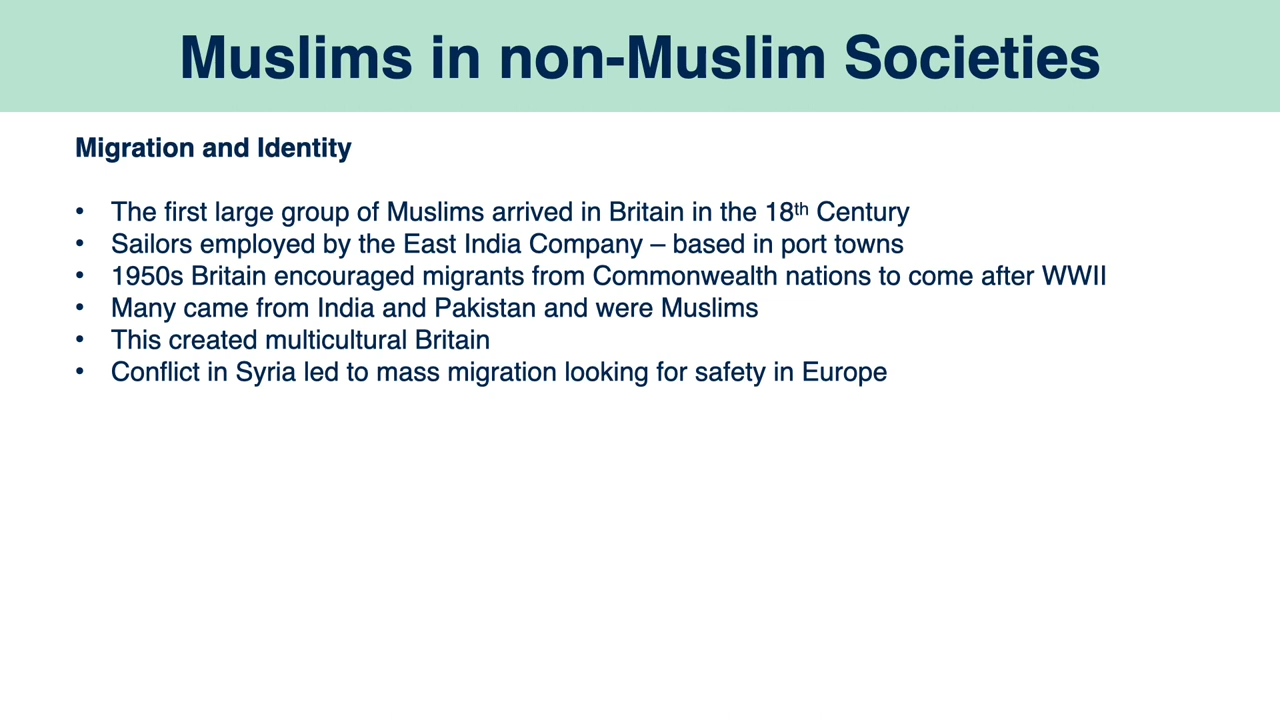 Muslims in non-Muslim Societies
Migration and Identity
• The first large group of Muslims arrived in Britain in the 18th Century
• Sailors employed by the East India Company – based in port towns
• 1950s Britain encouraged migrants from Commonwealth nations to come after WWII
• Many came from India and Pakistan and were Muslims
• This created multicultural Britain
• Conflict in Syria led to mass migration looking for safety in Europe